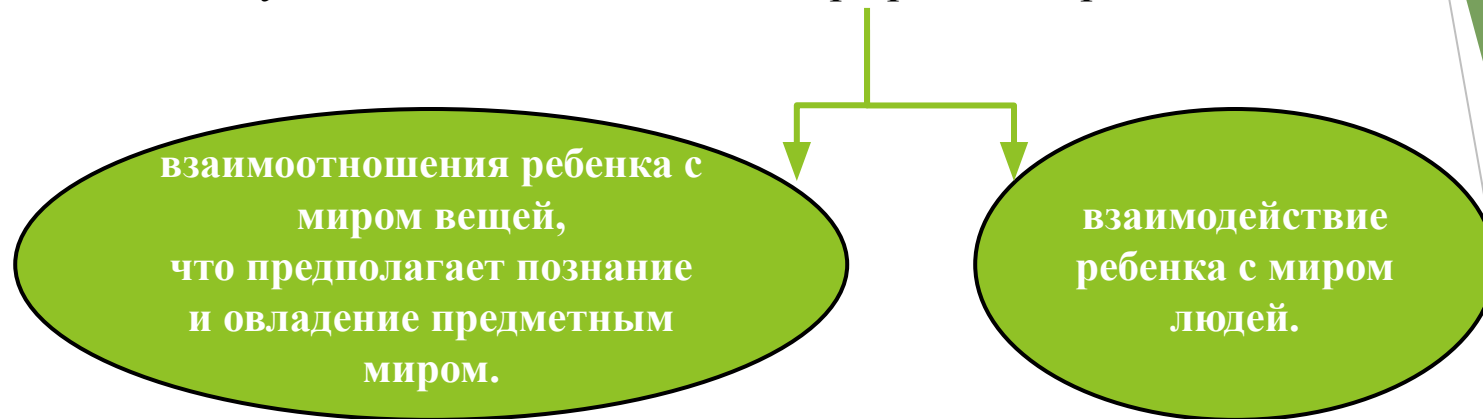 взаимоотношения ребенка с
миром вещей,
что предполагает познание
и овладение предметным
миром.
взаимодействие
ребенка с миром
людей.